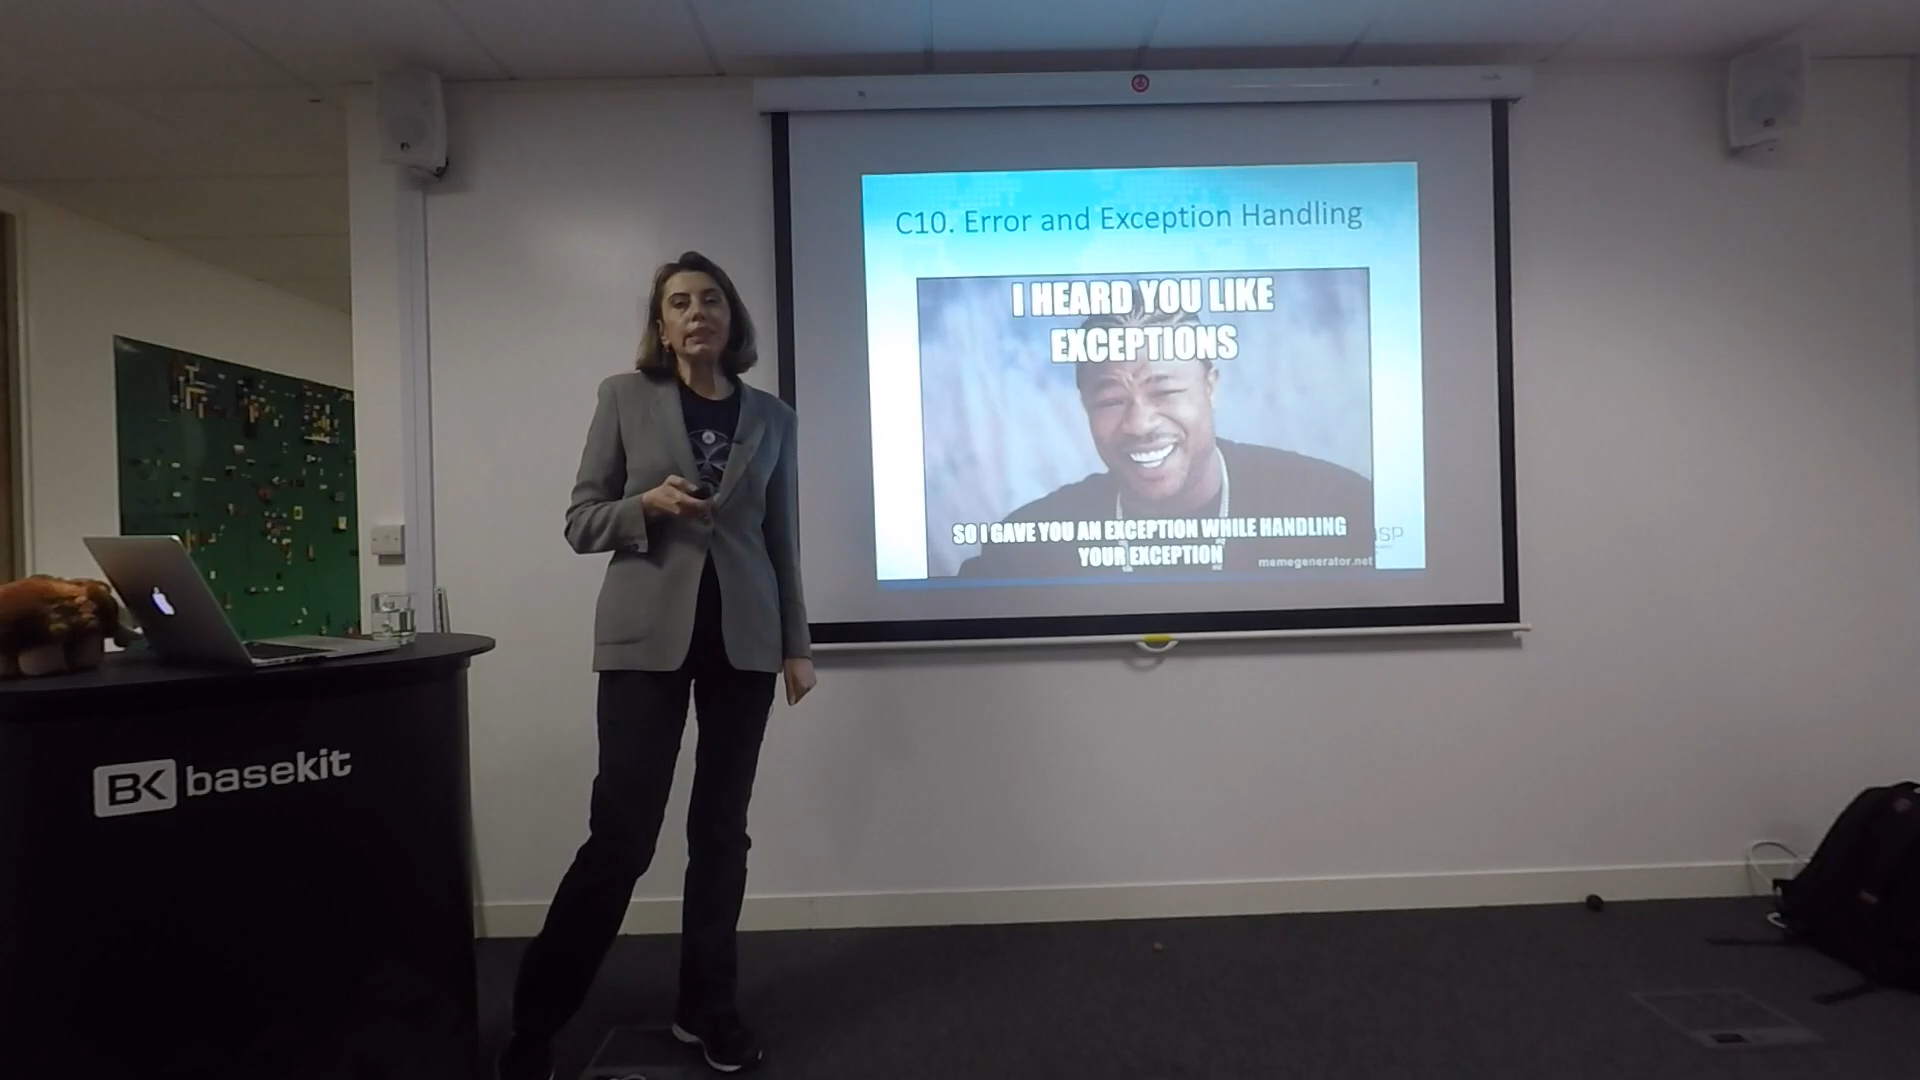 C10. Error and Exception Handling
I HEARD YOU LIKE
EXCEPTIONS
SO I GAVE YOU AN EXCEPTION WHILE HANDLING
YOUR EXCEPTION
memegenerator.net
BK basekit